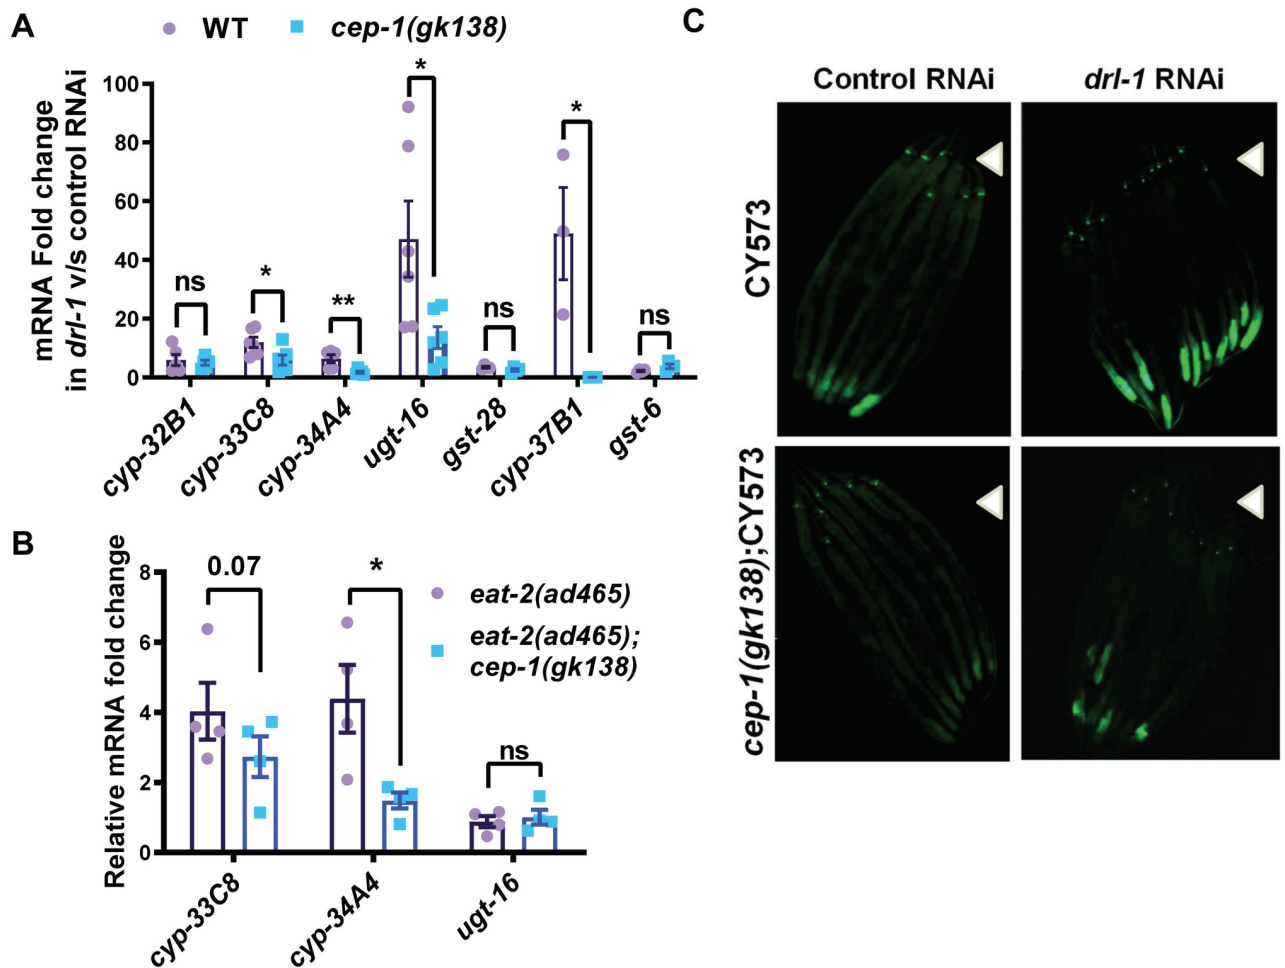 A
WT
cep-1(gk138)
mRNA Fold change
in drl-1 v/s control RNAi
100
80
60
40
20
0
ns
*
**
*
ns
*
ns
cyp-32B1
cyp-33C8
cyp-34A4
ugt-16
gst-28
cyp-37B1
gst-6
B
Relative mRNA fold change
8
6
4
2
0
0.07
*
ns
eat-2(ad465)
eat-2(ad465);
cep-1(gk138)
cyp-33C8
cyp-34A4
ugt-16
C
Control RNAi
drl-1 RNAi
CY573
cep-1(gk138);CY573